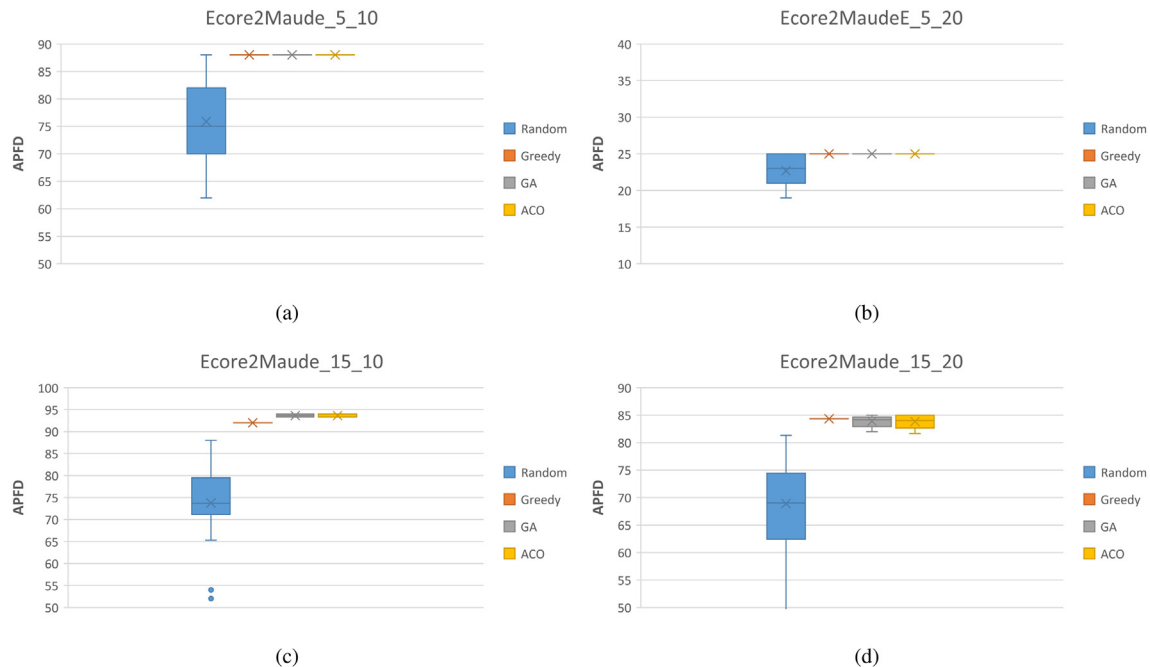 Ecore2Maude_5_10
90
85
80
75
70
65
60
55
50
APFD
Random
Greedy
GA
ACO
(a)
Ecore2MaudeE_5_20
40
35
30
25
20
15
10
APFD
Random
Greedy
GA
ACO
(b)
Ecore2Maude_15_10
100
95
90
85
80
75
70
65
60
55
50
APFD
Random
Greedy
GA
ACO
(c)
Ecore2Maude_15_20
90
85
80
75
70
65
60
55
50
APFD
Random
Greedy
GA
ACO
(d)